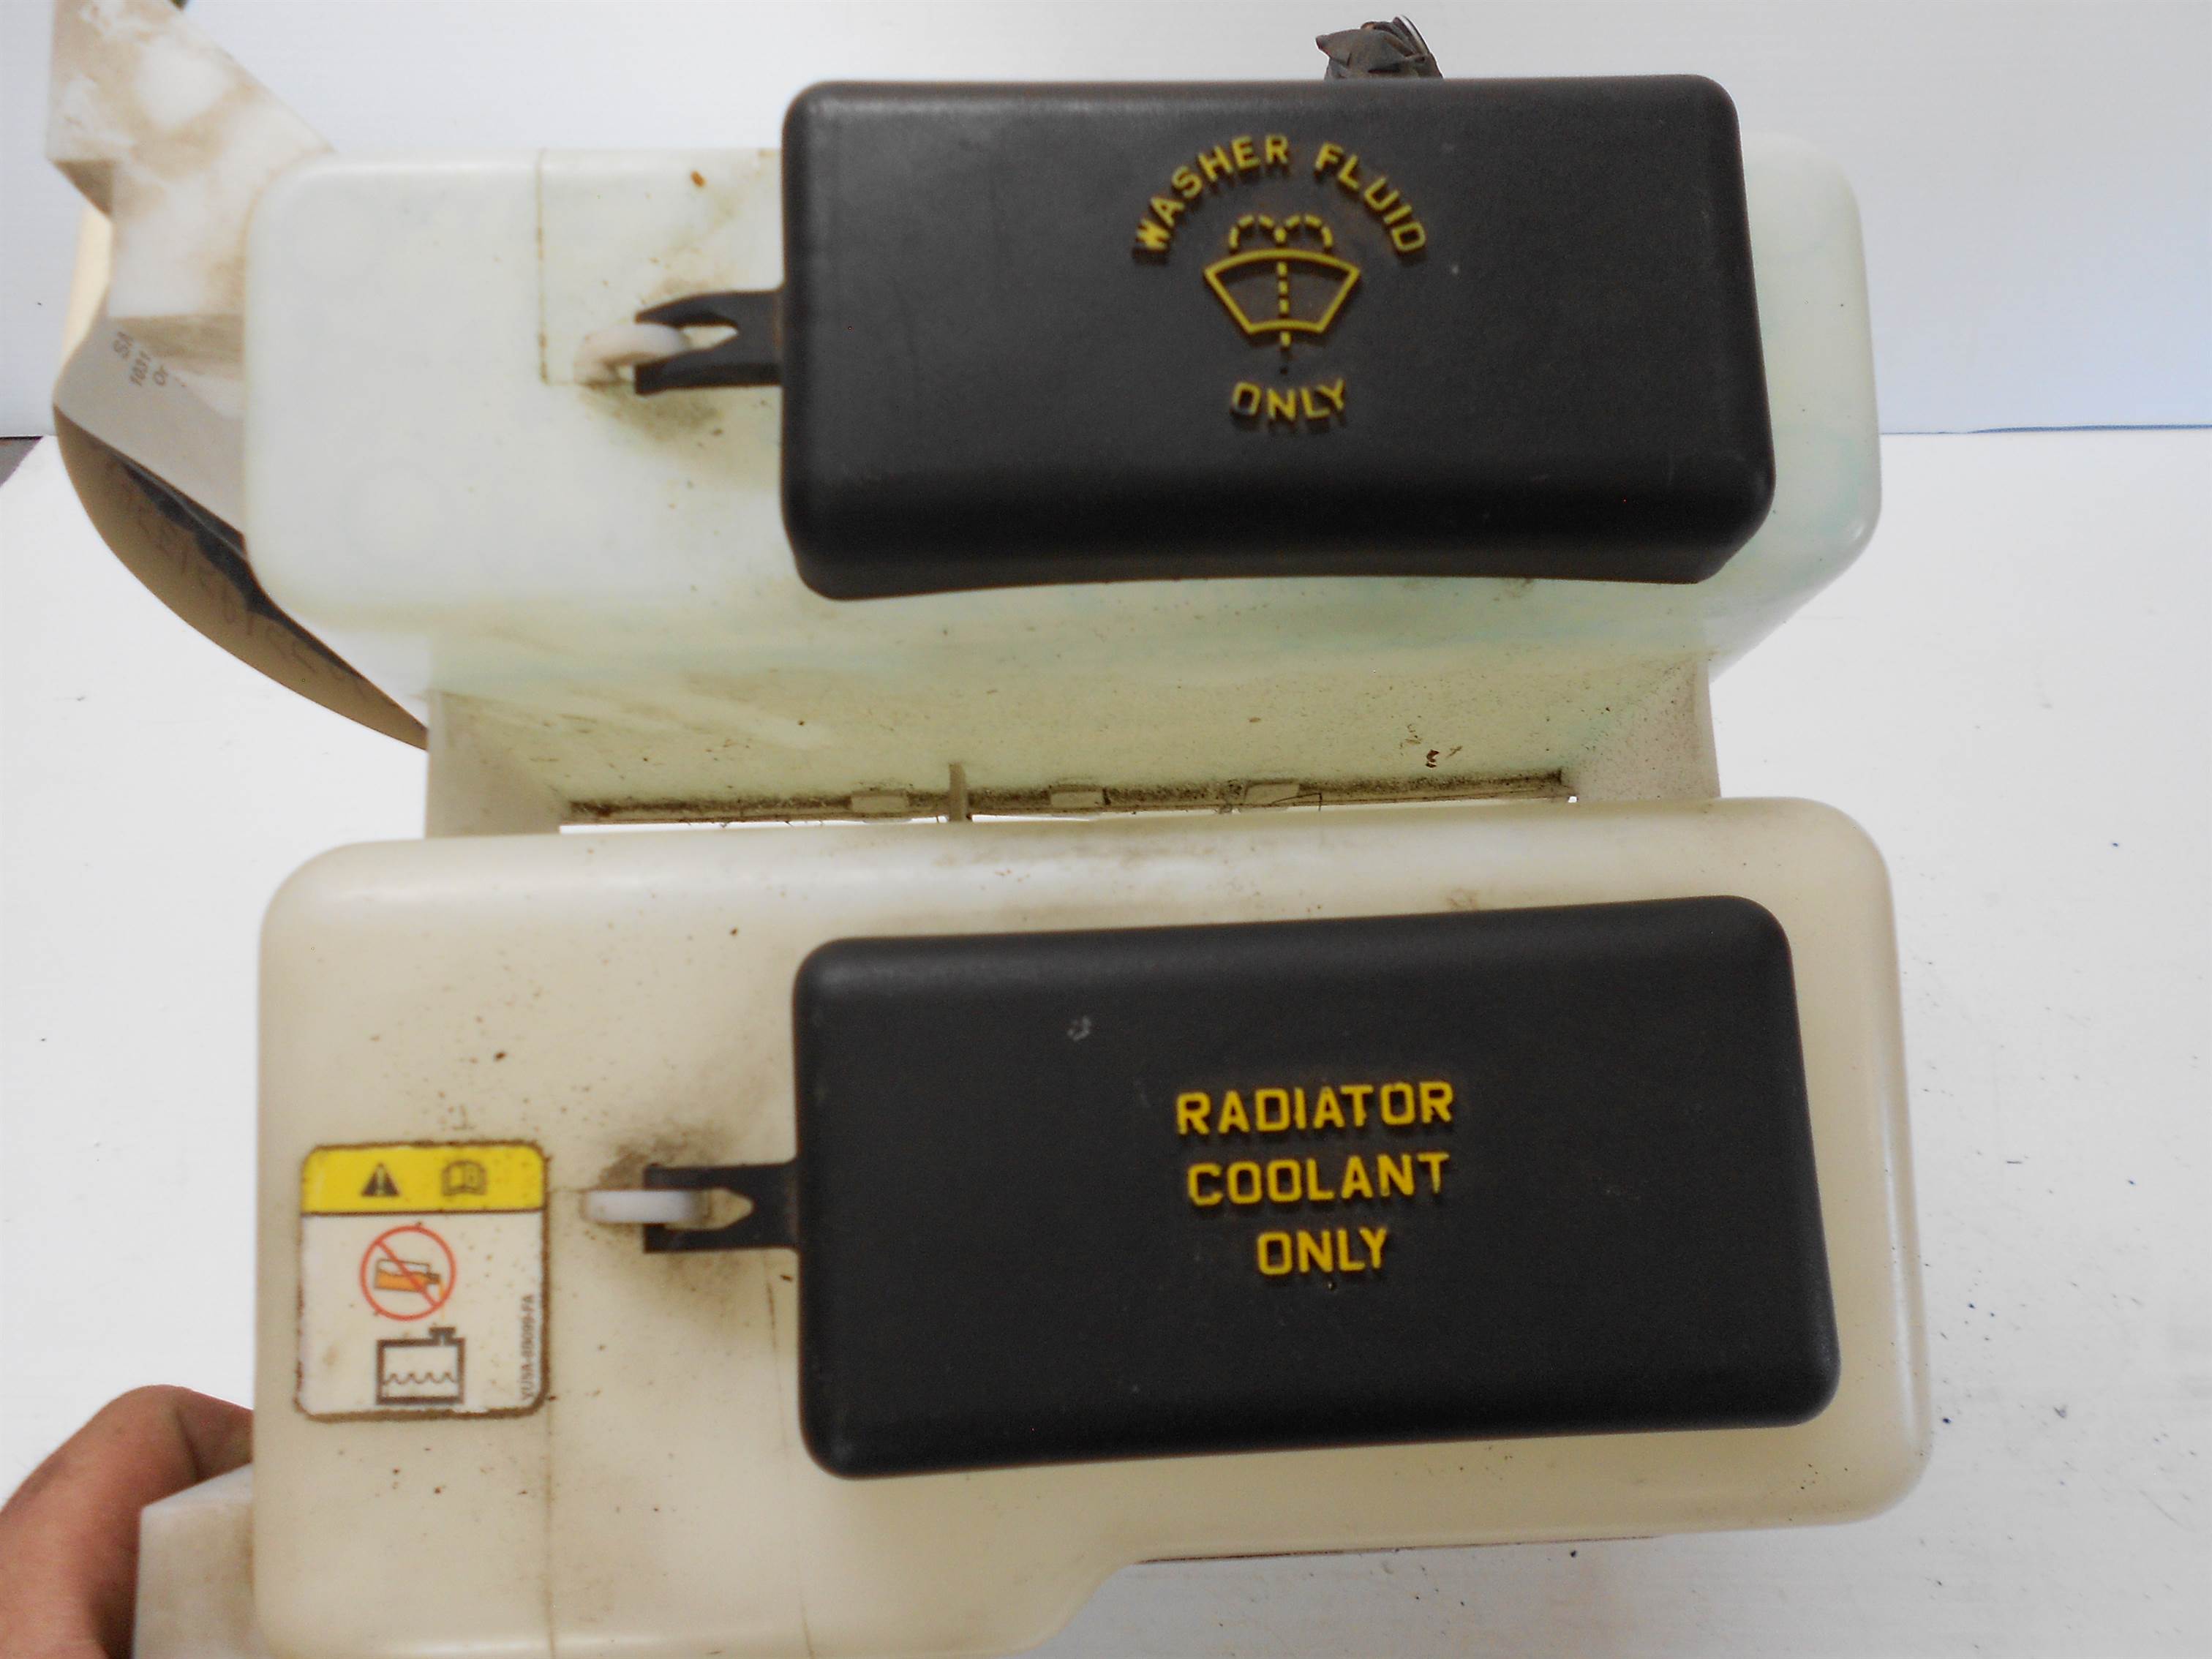 WASHER FLUID
ONLY
RADIATOR
COOLANT
ONLY